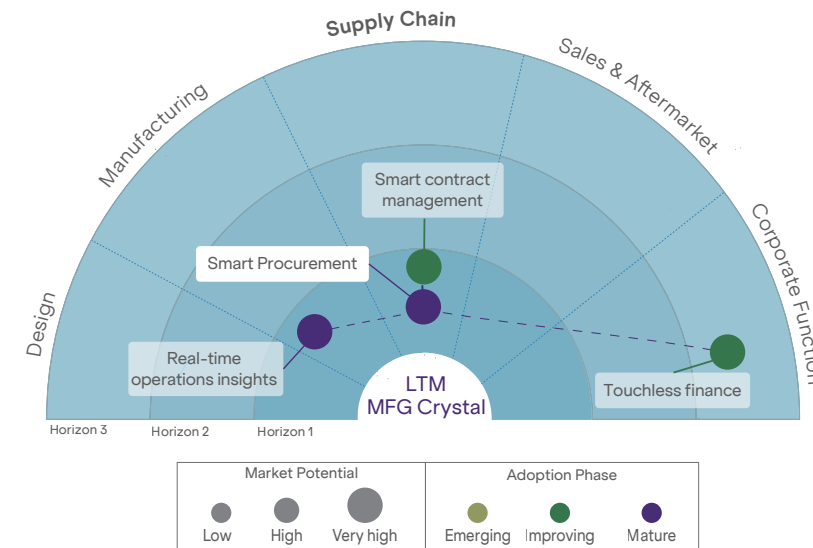 Supply Chain
Sales & Aftermarket
Manufacturing
Corporate Function
Design
Smart contract
management
Smart Procurement
Real-time
operations insights
Touchless finance
LTM
MFG Crystal
Horizon 3
Horizon 2
Horizon 1
Market Potential
Low
High
Very high
Adoption Phase
Emerging
Improving
Mature